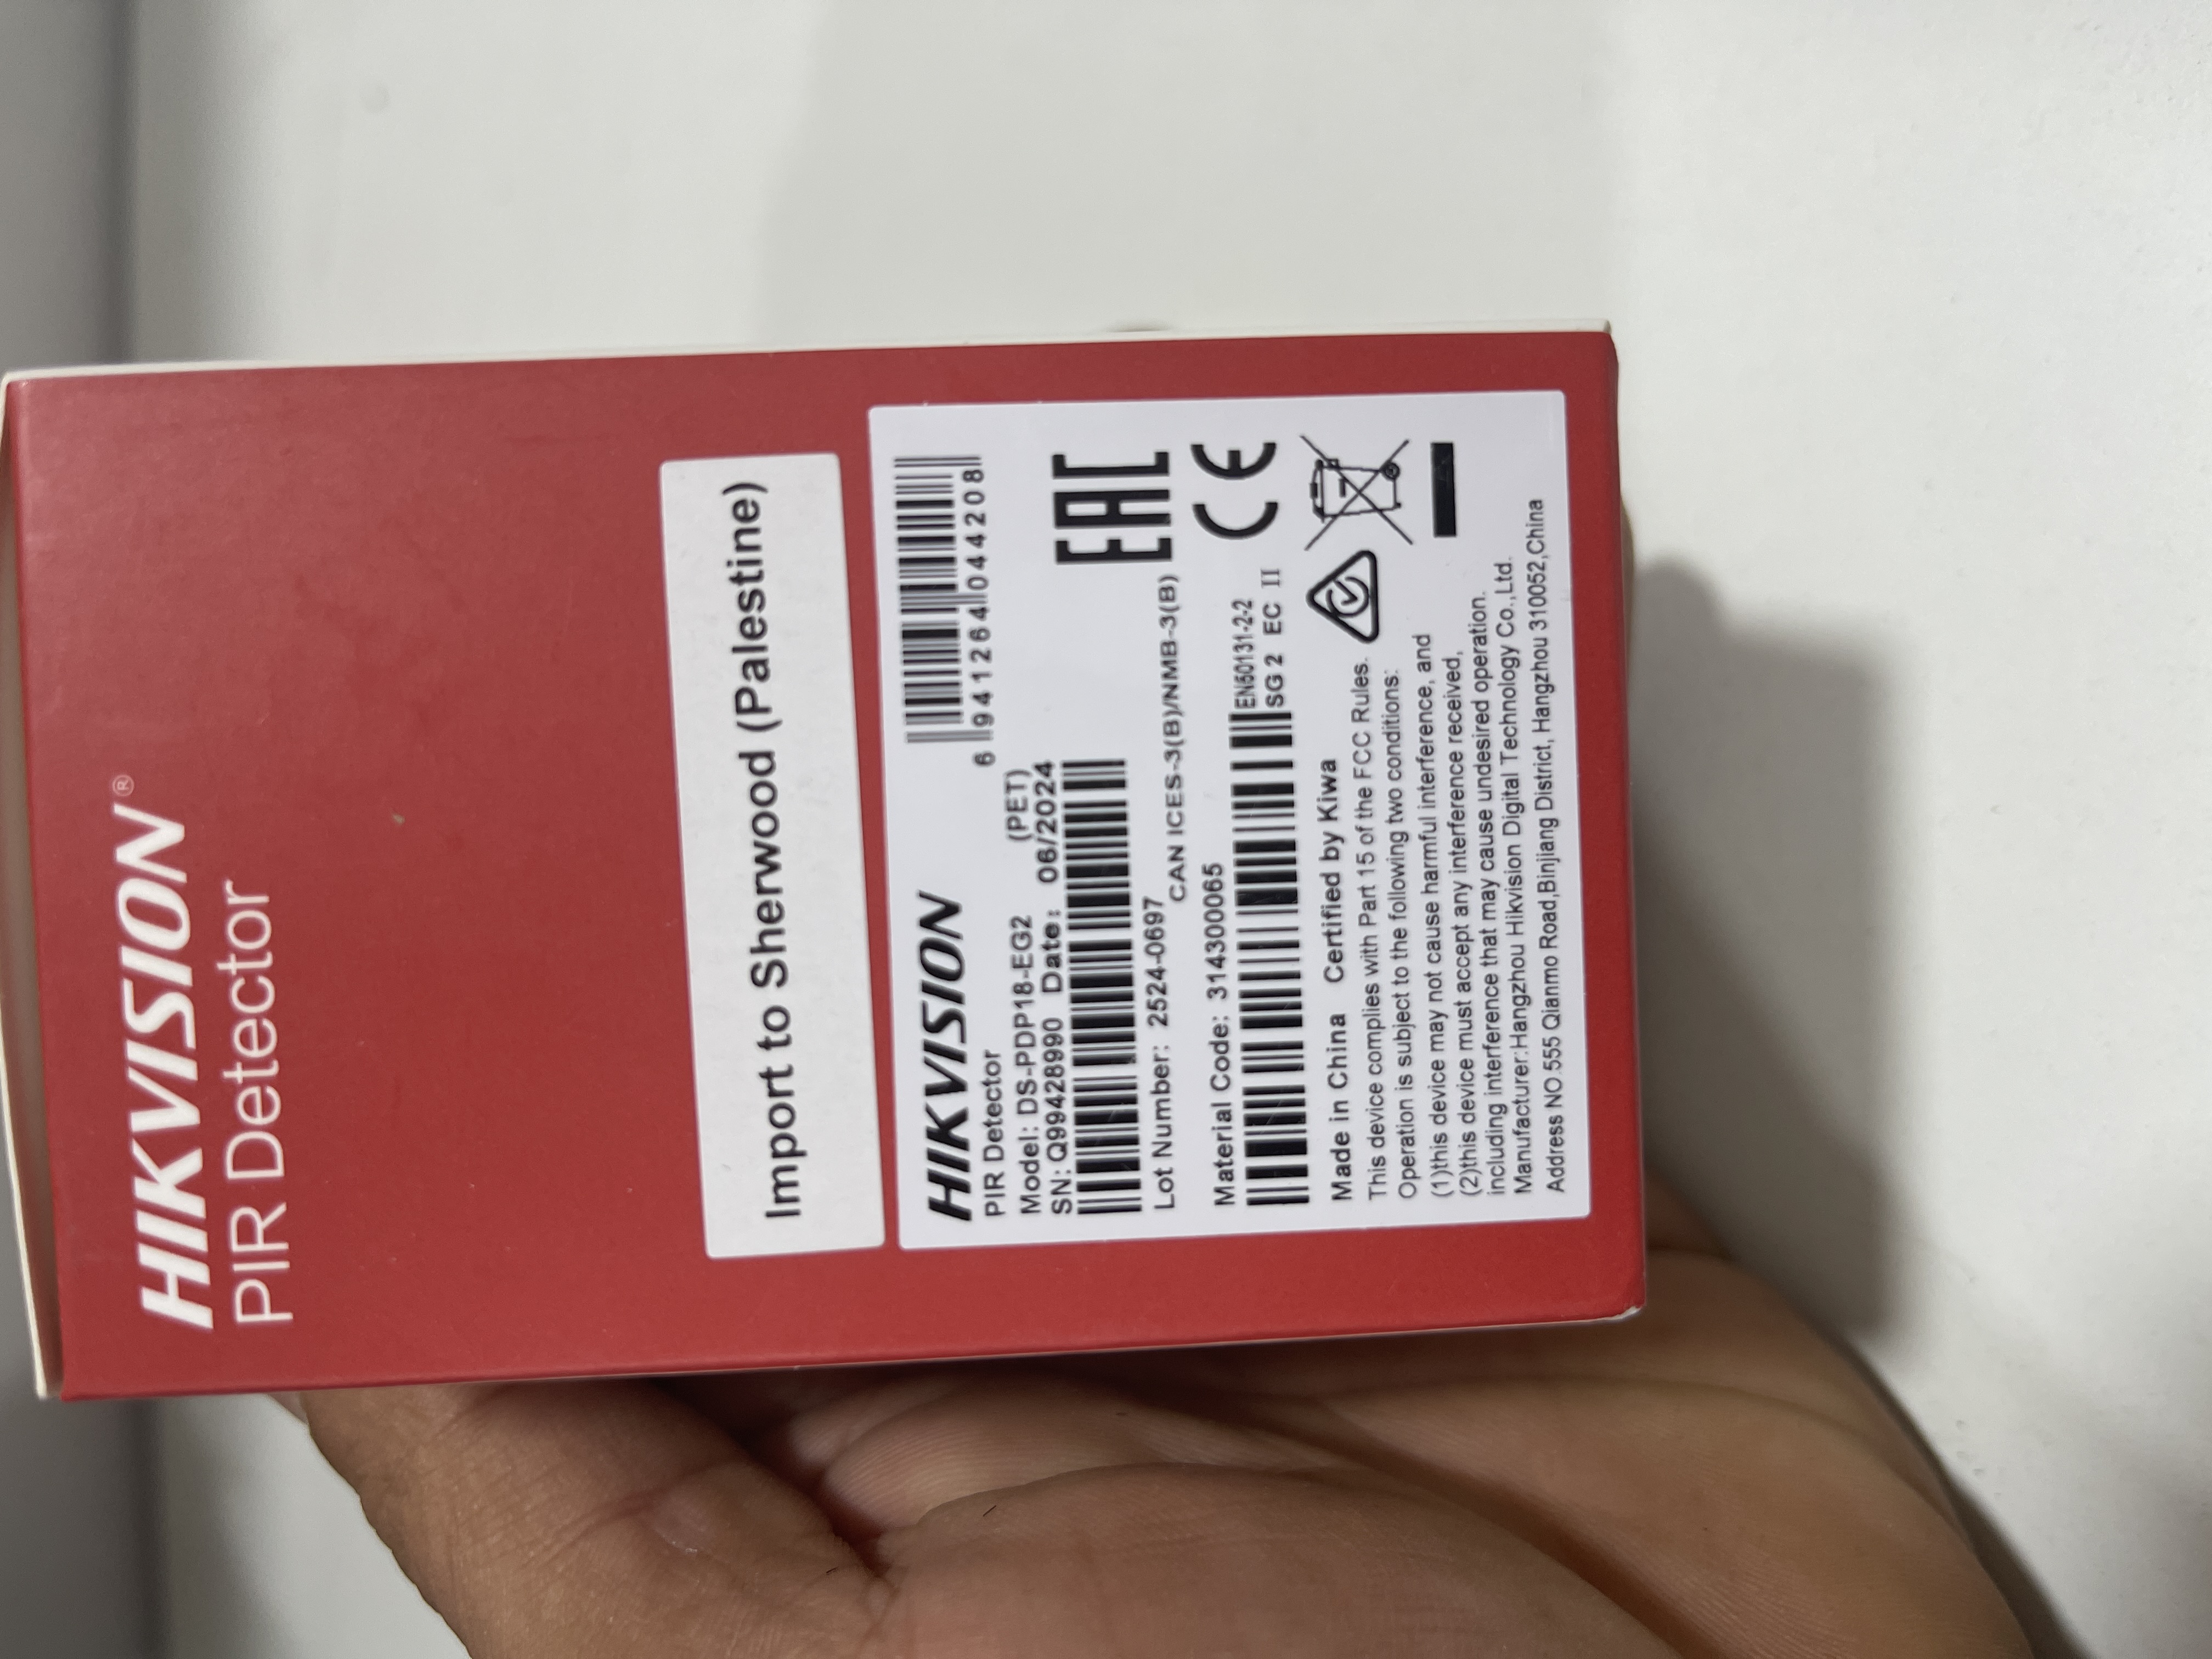 HIKVISION®
PIR Detector
Import to Sherwood (Palestine)
HIKVISION
6 941264 044208
PIR Detector
Model: DS-PDP18-EG2 (PET)
SN: Q99428990 Date: 06/2024
EAC
Lot Number: 2524-0697
CAN ICES-3(B)/NMB-3(B)
Material Code: 314300065
CE
EN50131-2-2
SG 2 EC II
Made in China Certified by Kiwa
This device complies with Part 15 of the FCC Rules.
Operation is subject to the following two conditions:
(1)this device may not cause harmful interference, and
(2)this device must accept any interference received,
including interference that may cause undesired operation.
Manufacturer:Hangzhou Hikvision Digital Technology Co.,Ltd.
Address NO.555 Qianmo Road,Binjiang District, Hangzhou 310052,China